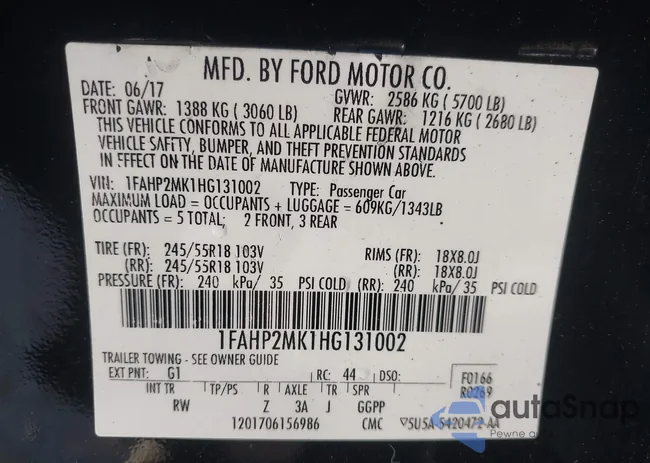 MFD. BY FORD MOTOR CO.
DATE: 06/17 GVWR: 2586 KG ( 5700 LB)
FRONT GAWR: 1388 KG ( 3060 LB) REAR GAWR: 1216 KG ( 2680 LB)
THIS VEHICLE CONFORMS TO ALL APPLICABLE FEDERAL MOTOR
VEHICLE SAFETY, BUMPER, AND THEFT PREVENTION STANDARDS
IN EFFECT ON THE DATE OF MANUFACTURE SHOWN ABOVE.
VIN: 1FAHP2MK1HG131002 TYPE: Passenger Car
MAXIMUM LOAD = OCCUPANTS + LUGGAGE = 609KG/1343LB
OCCUPANTS = 5 TOTAL; 2 FRONT, 3 REAR
TIRE (FR): 245/55R18 103V RIMS (FR): 18X8.0J
(RR): 245/55R18 103V (RR): 18X8.0J
PRESSURE (FR): 240 kPa/ 35 PSI COLD (RR): 240 kPa/ 35 PSI COLD
1FAHP2MK1HG131002
TRAILER TOWING - SEE OWNER GUIDE
EXT PNT: G1 RC: 44 DSO: F0166
R0269
INT TR TP/PS R AXLE TR SPR
RW Z 3A J GGPP
1201706156986 CMC ▽SU5A-5420472-AA
autoSnap
Pewne auto